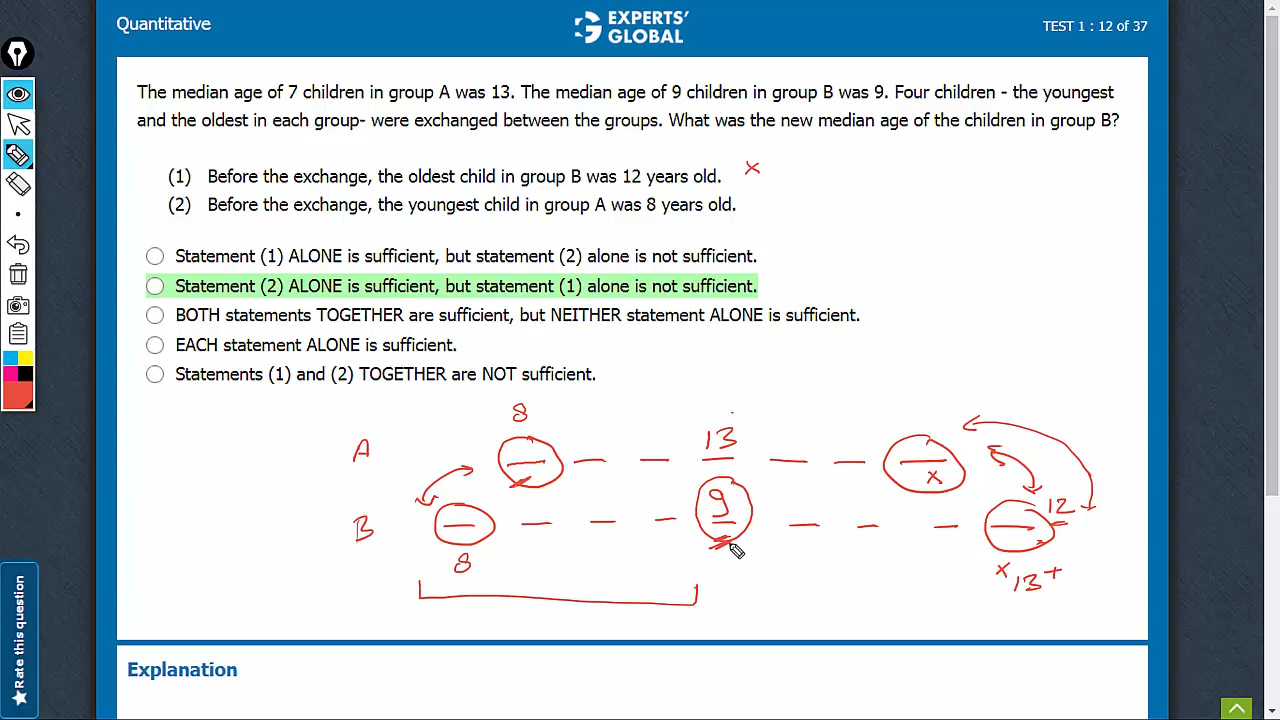 Quantitative
EXPERTS'
GLOBAL
TEST 1 : 12 of 37
The median age of 7 children in group A was 13. The median age of 9 children in group B was 9. Four children - the youngest
and the oldest in each group- were exchanged between the groups. What was the new median age of the children in group B?
(1) Before the exchange, the oldest child in group B was 12 years old. x
(2) Before the exchange, the youngest child in group A was 8 years old.
Statement (1) ALONE is sufficient, but statement (2) alone is not sufficient.
Statement (2) ALONE is sufficient, but statement (1) alone is not sufficient.
BOTH statements TOGETHER are sufficient, but NEITHER statement ALONE is sufficient.
EACH statement ALONE is sufficient.
Statements (1) and (2) TOGETHER are NOT sufficient.
8
A 13
x
B 9 12
8 x 13+
Rate this question
Explanation